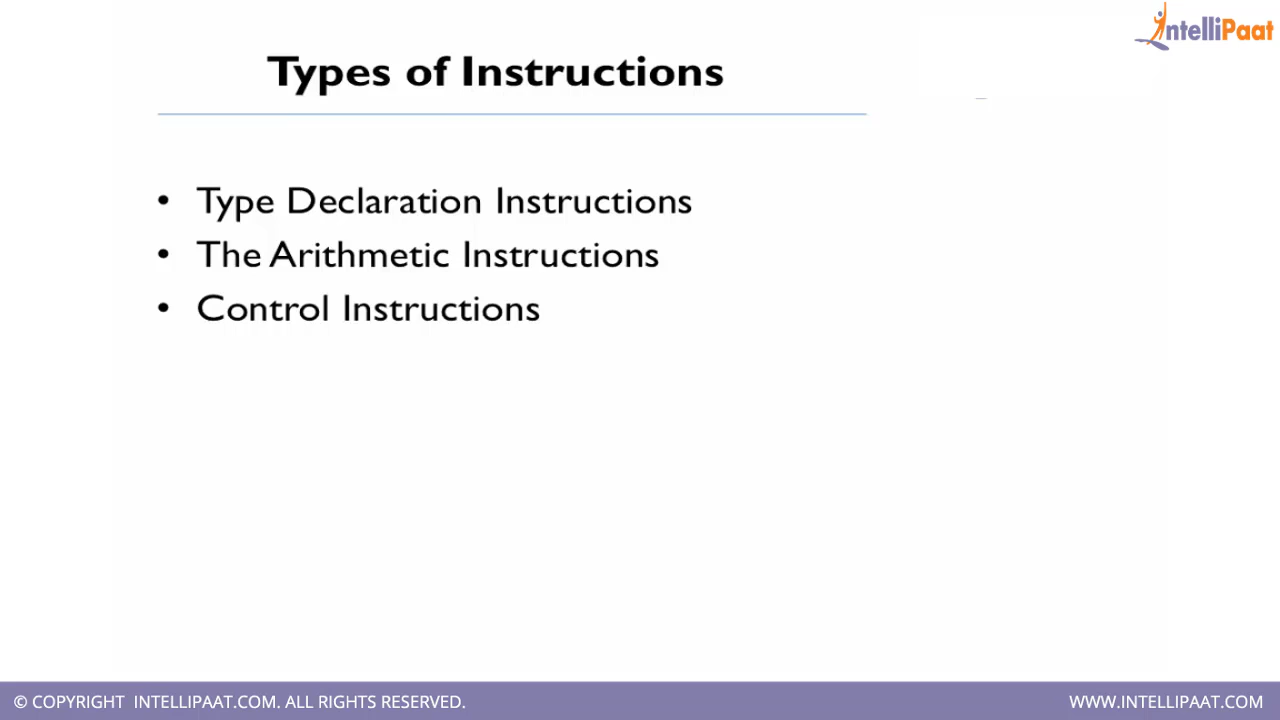 IntelliPaat
Types of Instructions
• Type Declaration Instructions
• The Arithmetic Instructions
• Control Instructions
© COPYRIGHT INTELLIPAAT.COM. ALL RIGHTS RESERVED.
WWW.INTELLIPAAT.COM